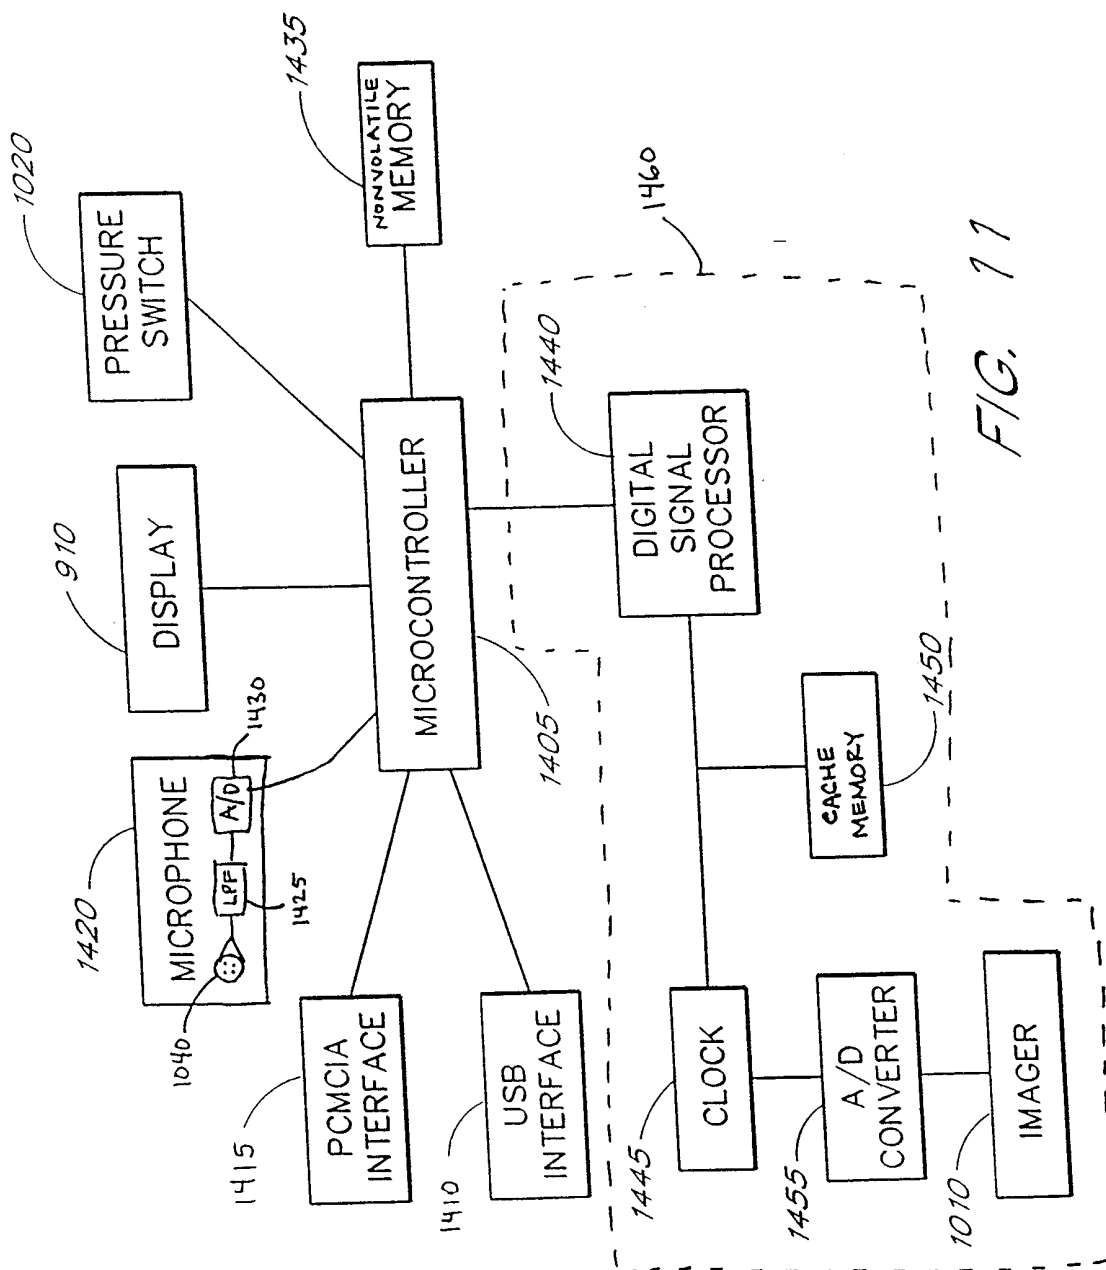 1420
MICROPHONE
1040
LPF
1425
A/D
1430
910
DISPLAY
1020
PRESSURE
SWITCH
1415
PCMCIA
INTERFACE
1410
USB
INTERFACE
MICROCONTROLLER
1405
1435
NONVOLATILE
MEMORY
1460
1440
DIGITAL
SIGNAL
PROCESSOR
1445
CLOCK
CACHE
MEMORY
1450
1455
A/D
CONVERTER
1010
IMAGER
FIG. 11